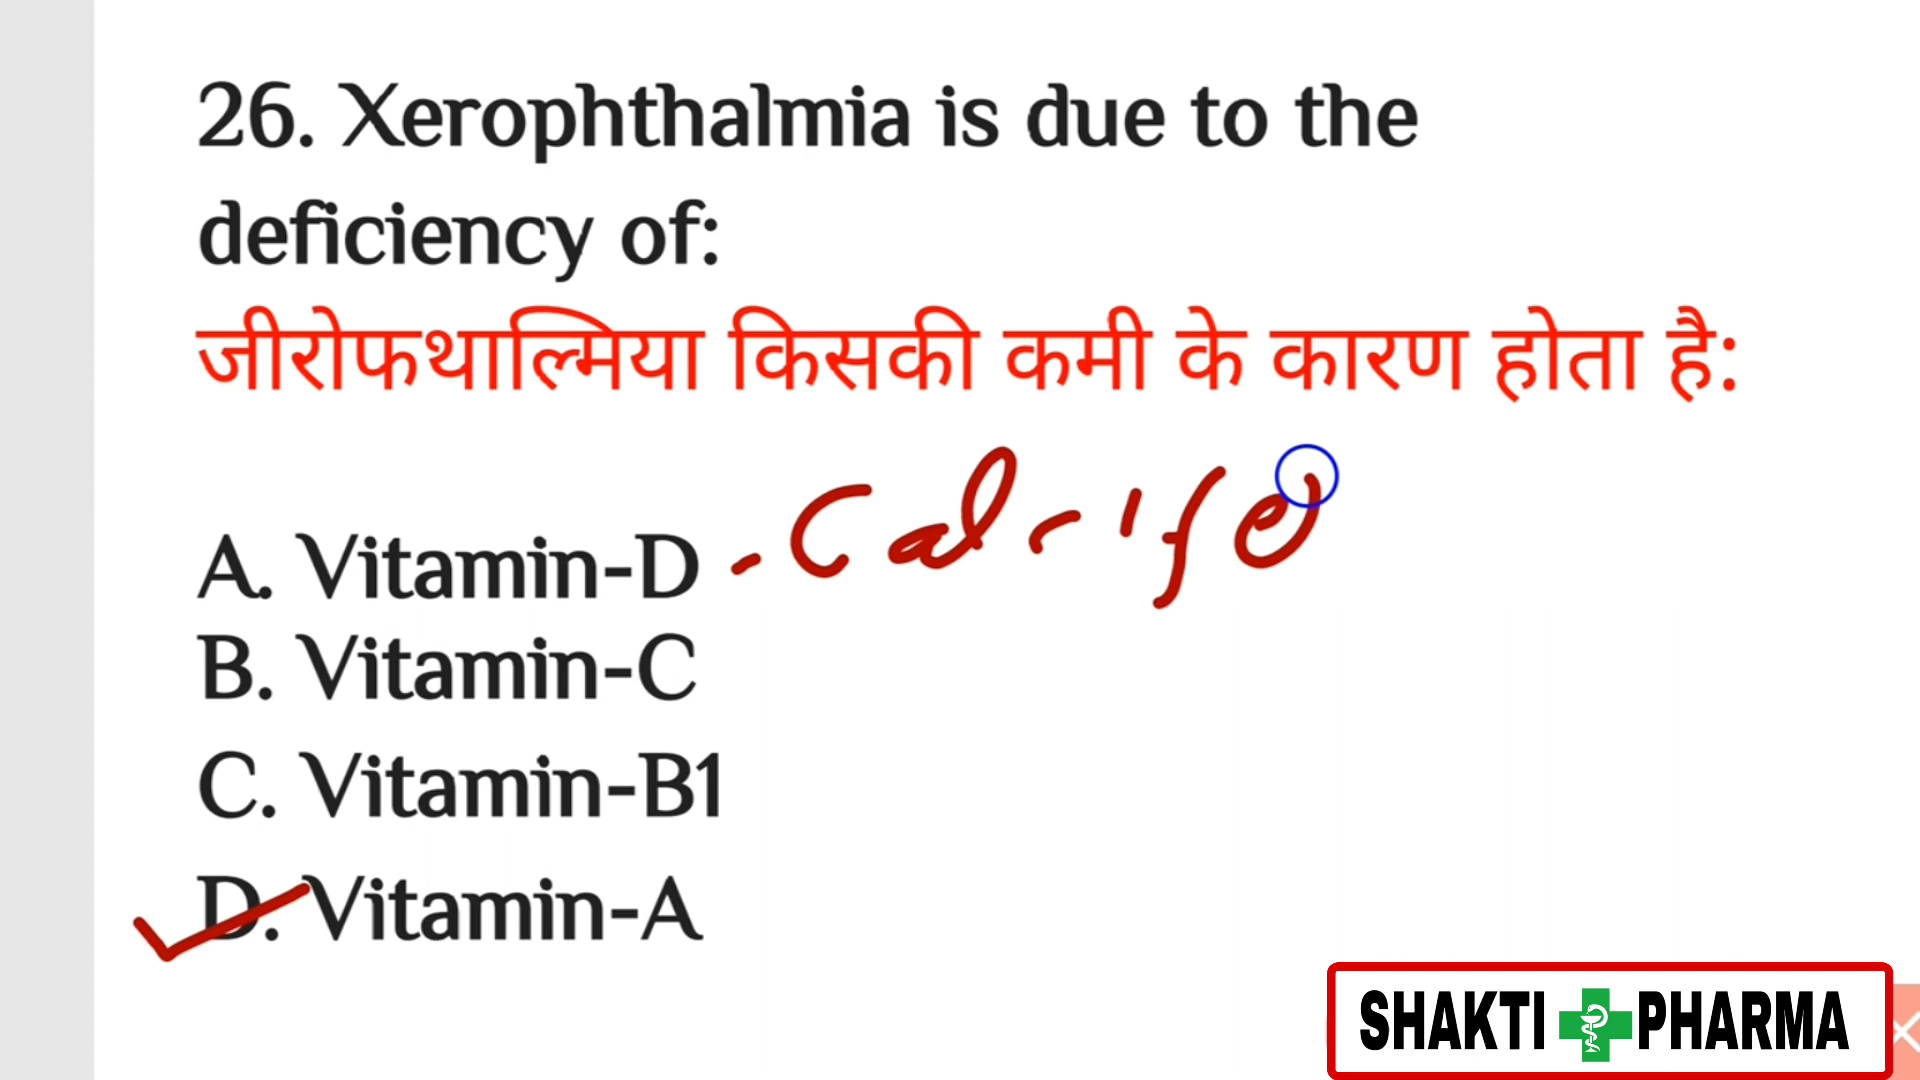 26. Xerophthalmia is due to the
deficiency of:
जीरोफथाल्मिया किसकी कमी के कारण होता है:
A. Vitamin-D
B. Vitamin-C
C. Vitamin-B1
D. Vitamin-A
SHAKTI PHARMA